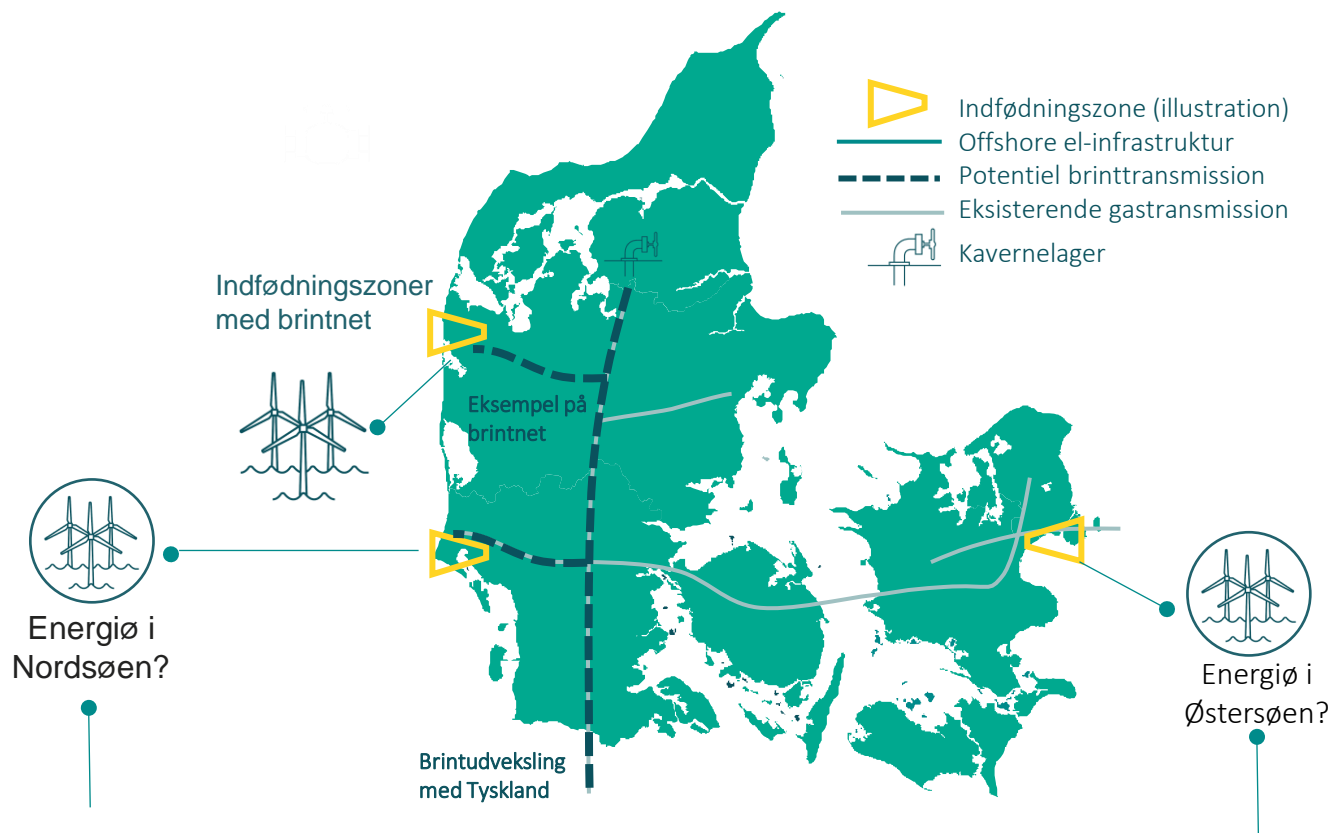 Indfødningszone (illustration)
Offshore el-infrastruktur
Potentiel brinttransmission
Eksisterende gastransmission
Kavernelager
Indfødningszoner
med brintnet
Eksempel på
brintnet
Energiø i
Nordsøen?
Energiø i
Østersøen?
Brintudveksling
med Tyskland